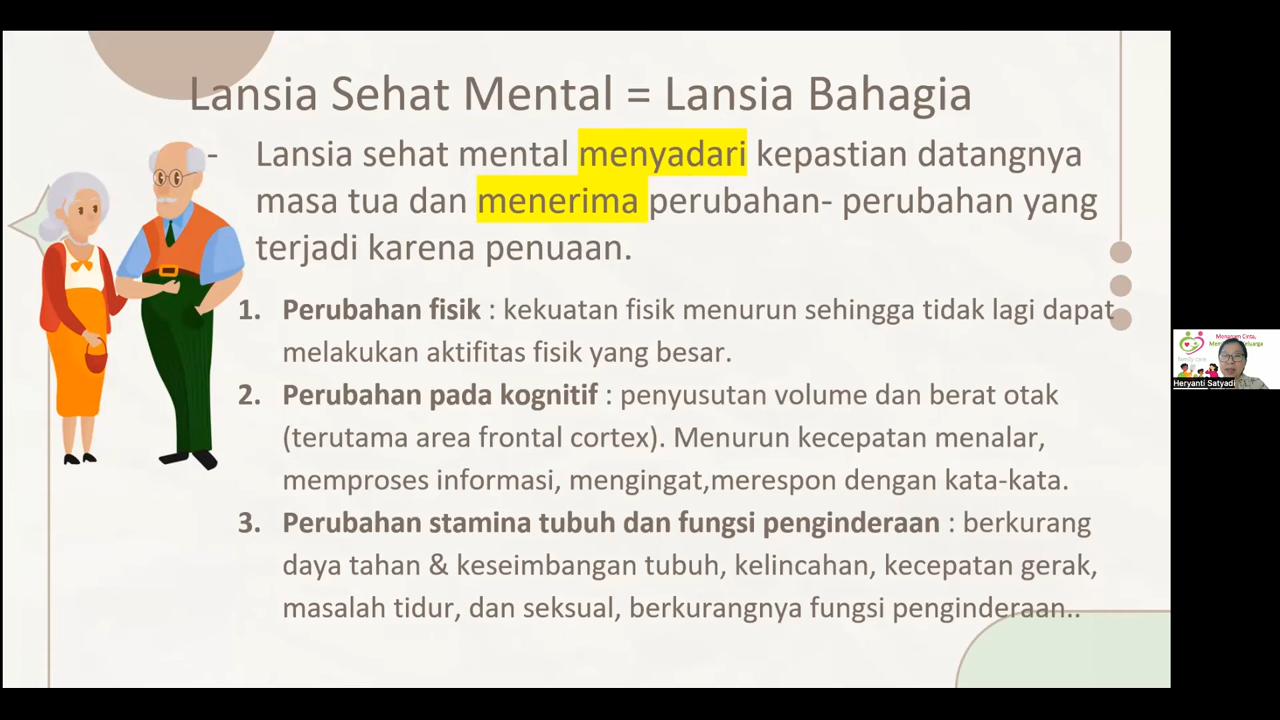 Lansia Sehat Mental = Lansia Bahagia
- Lansia sehat mental menyadari kepastian datangnya
masa tua dan menerima perubahan- perubahan yang
terjadi karena penuaan.
1. Perubahan fisik : kekuatan fisik menurun sehingga tidak lagi dapat
melakukan aktifitas fisik yang besar.
2. Perubahan pada kognitif : penyusutan volume dan berat otak
(terutama area frontal cortex). Menurun kecepatan menalar,
memproses informasi, mengingat,merespon dengan kata-kata.
3. Perubahan stamina tubuh dan fungsi penginderaan : berkurang
daya tahan & keseimbangan tubuh, kelincahan, kecepatan gerak,
masalah tidur, dan seksual, berkurangnya fungsi penginderaan..
Menanam Cinta,
family care
Heryanti Satyadi